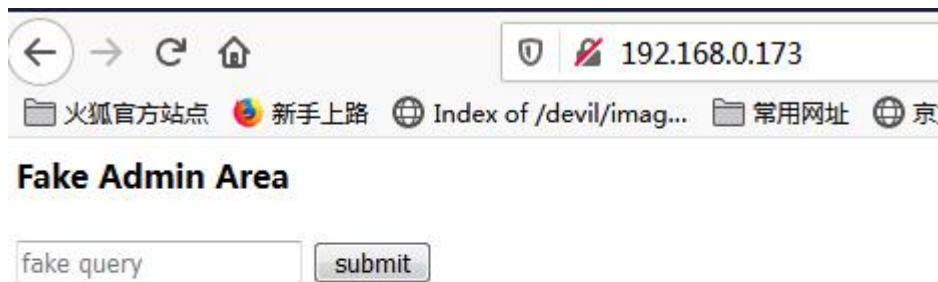 192.168.0.173
火狐官方站点 新手上路 Index of /devil/imag... 常用网址 京
Fake Admin Area
fake query submit